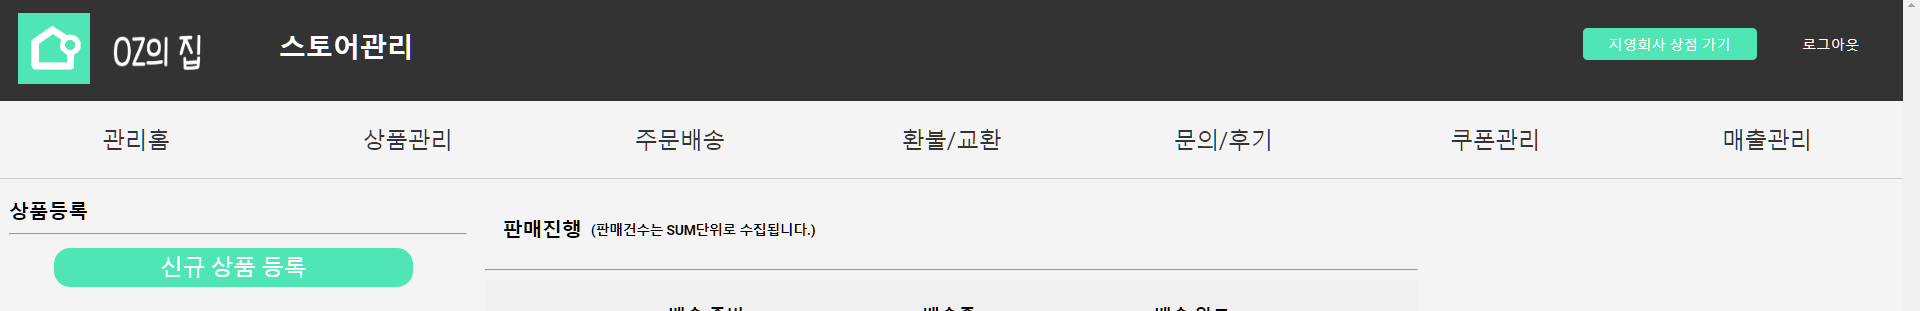 OZ의 집
스토어관리
지영회사 상점 가기
로그아웃
관리홈
상품관리
주문배송
환불/교환
문의/후기
쿠폰관리
매출관리
상품등록
신규 상품 등록
판매진행 (판매건수는 SUM단위로 수집됩니다.)